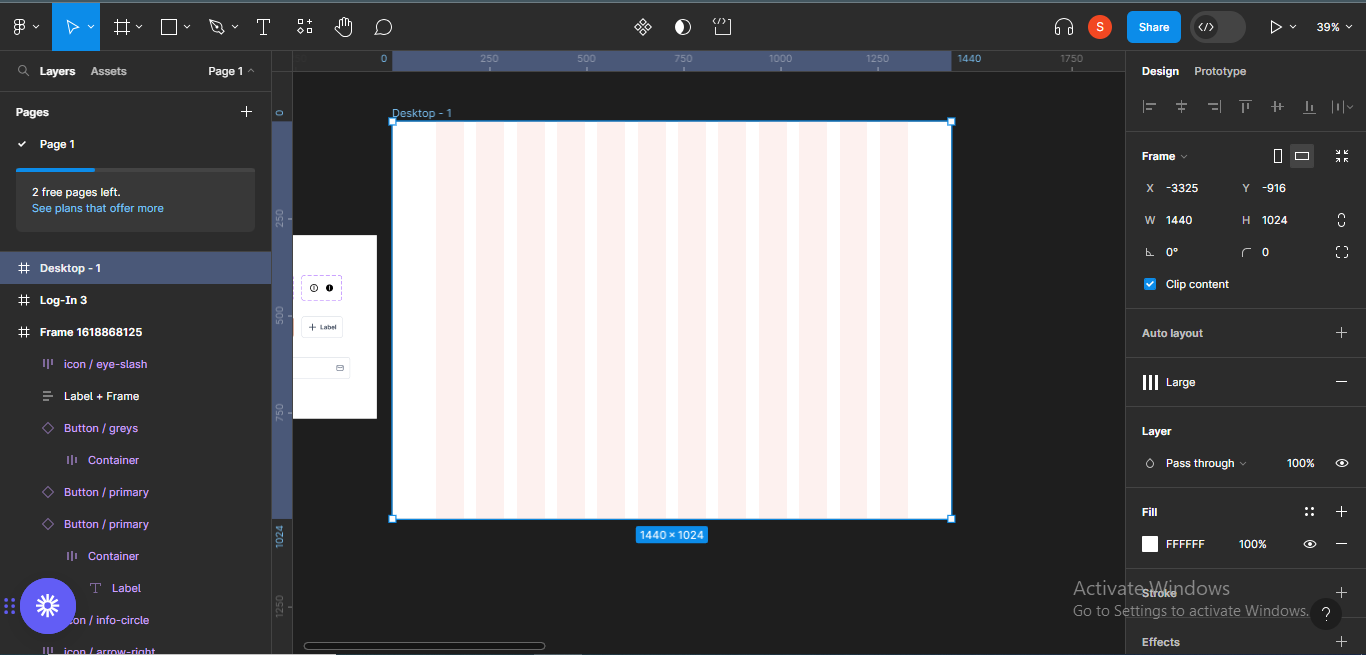 S
Share
39%
Layers Assets Page 1
0 250 500 750 1000 1250 1440 1750
Design Prototype
Pages
Page 1
2 free pages left.
See plans that offer more
Desktop - 1
Log-In 3
Frame 1618868125
icon / eye-slash
Label + Frame
Button / greys
Container
Button / primary
Button / primary
Container
Label
con / info-circle
icon / arrow-right
0
250
500
750
1024
1250
Label
Desktop - 1
1440 × 1024
Frame
X -3325 Y -916
W 1440 H 1024
0° 0
Clip content
Auto layout
Large
Layer
Pass through 100%
Fill
FFFFFF 100%
Stroke
Effects
Activate Windows
Go to Settings to activate Windows.
?